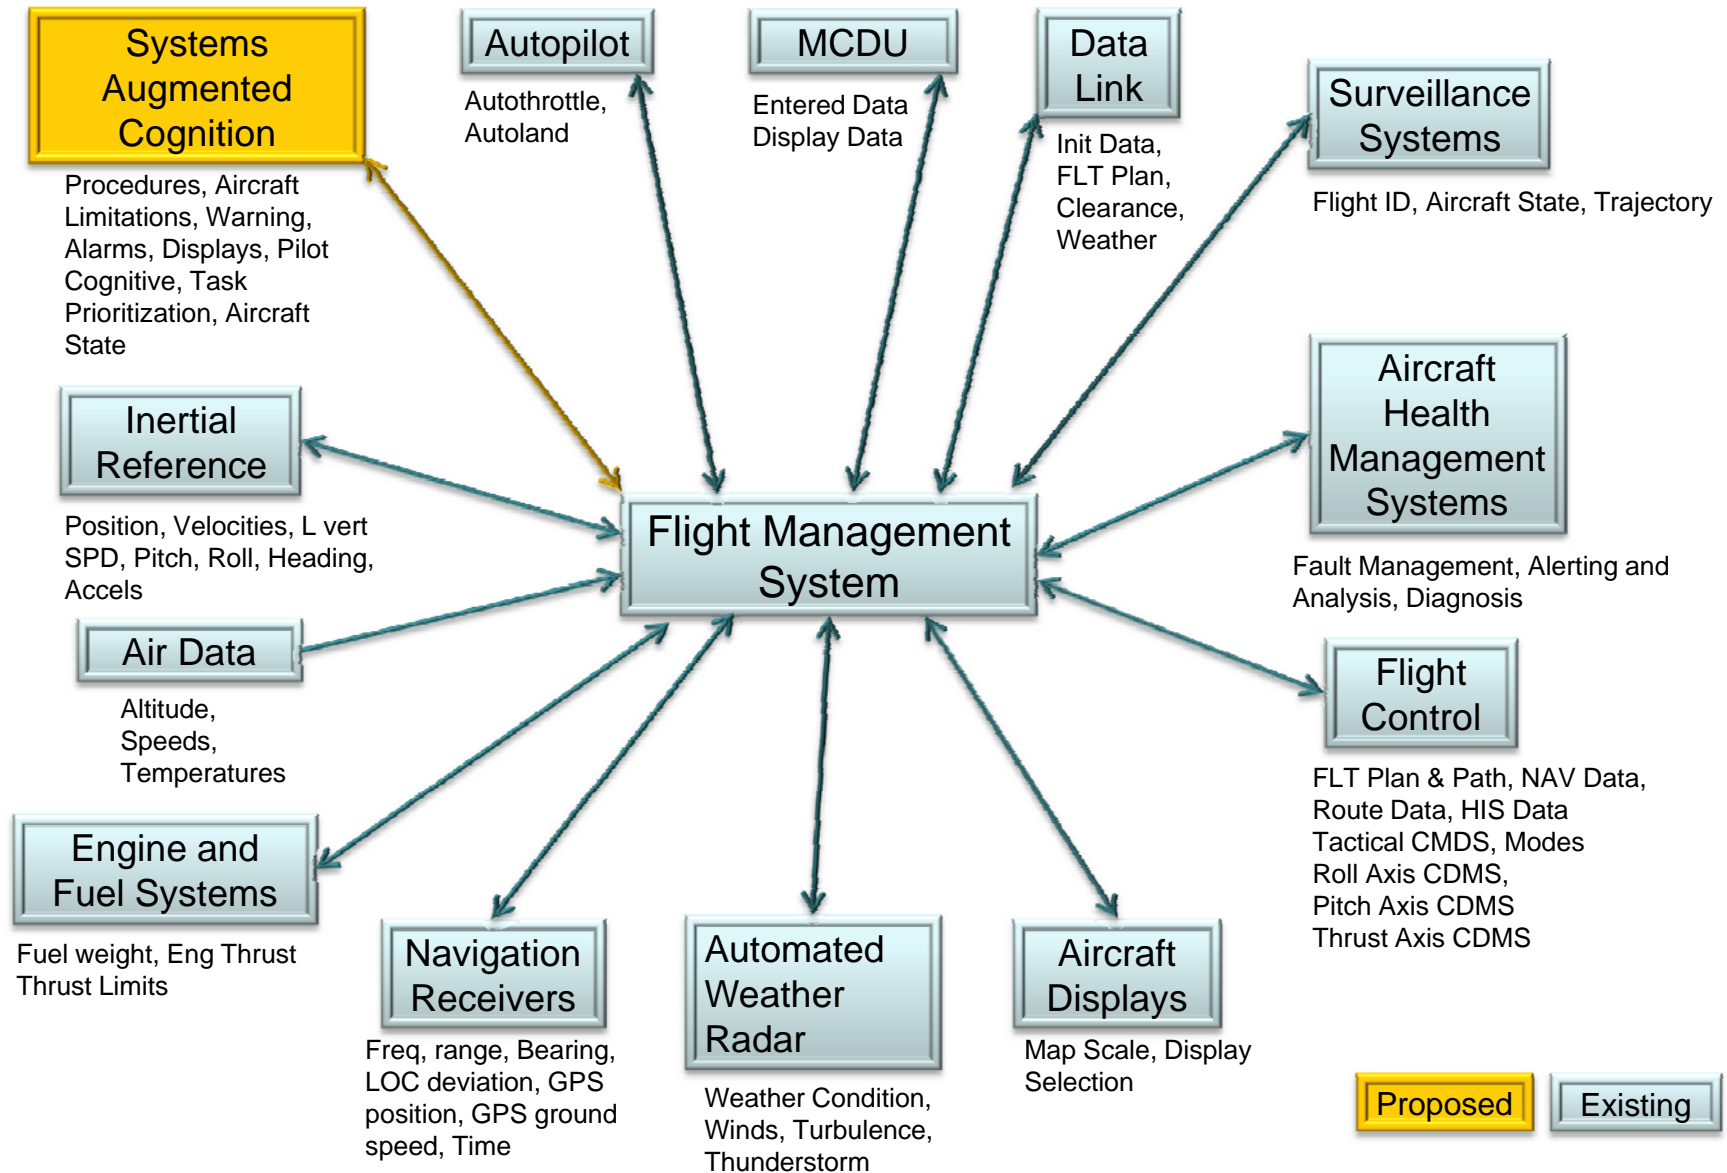 Systems
Augmented
Cognition
Procedures, Aircraft
Limitations, Warning,
Alarms, Displays, Pilot
Cognitive, Task
Prioritization, Aircraft
State
Autopilot
Autothrottle,
Autoland
MCDU
Entered Data
Display Data
Data
Link
Init Data,
FLT Plan,
Clearance,
Weather
Surveillance
Systems
Flight ID, Aircraft State, Trajectory
Inertial
Reference
Position, Velocities, L vert
SPD, Pitch, Roll, Heading,
Accels
Flight Management
System
Aircraft
Health
Management
Systems
Fault Management, Alerting and
Analysis, Diagnosis
Air Data
Altitude,
Speeds,
Temperatures
Flight
Control
FLT Plan & Path, NAV Data,
Route Data, HIS Data
Tactical CMDS, Modes
Roll Axis CDMS,
Pitch Axis CDMS
Thrust Axis CDMS
Engine and
Fuel Systems
Fuel weight, Eng Thrust
Thrust Limits
Navigation
Receivers
Freq, range, Bearing,
LOC deviation, GPS
position, GPS ground
speed, Time
Automated
Weather
Radar
Weather Condition,
Winds, Turbulence,
Thunderstorm
Aircraft
Displays
Map Scale, Display
Selection
Proposed
Existing